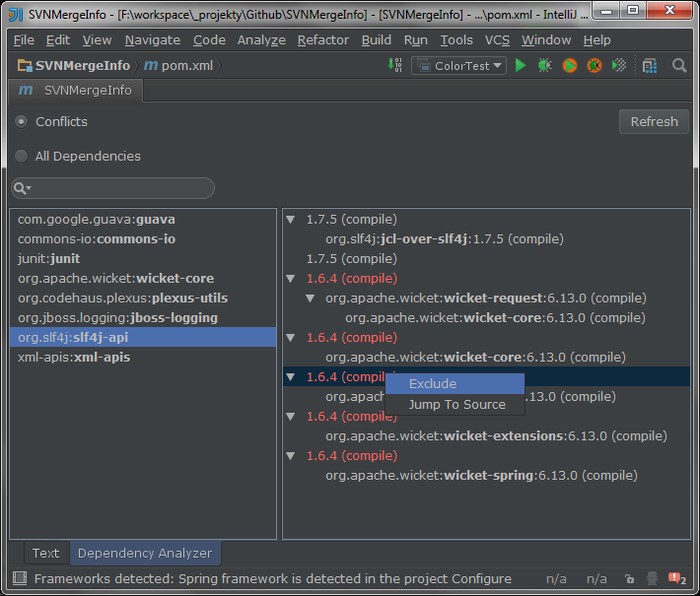 SVNMergeInfo - [F:\workspace\_projekty\Github\SVNMergeInfo] - [SVNMergeInfo] - ...\pom.xml - IntelliJ ...
File Edit View Navigate Code Analyze Refactor Build Run Tools VCS Window Help
SVNMergeInfo m pom.xml ColorTest
m SVNMergeInfo
Conflicts Refresh
All Dependencies
com.google.guava:guava
commons-io:commons-io
junit:junit
org.apache.wicket:wicket-core
org.codehaus.plexus:plexus-utils
org.jboss.logging:jboss-logging
org.slf4j:slf4j-api
xml-apis:xml-apis
1.7.5 (compile)
org.slf4j:jcl-over-slf4j:1.7.5 (compile)
1.7.5 (compile)
1.6.4 (compile)
org.apache.wicket:wicket-request:6.13.0 (compile)
org.apache.wicket:wicket-core:6.13.0 (compile)
1.6.4 (compile)
org.apache.wicket:wicket-core:6.13.0 (compile)
1.6.4 (compile)
Exclude
org.apac .13.0 (compile)
Jump To Source
1.6.4 (compile)
org.apache.wicket:wicket-extensions:6.13.0 (compile)
1.6.4 (compile)
org.apache.wicket:wicket-spring:6.13.0 (compile)
Text Dependency Analyzer
Frameworks detected: Spring framework is detected in the project Configure n/a n/a 2